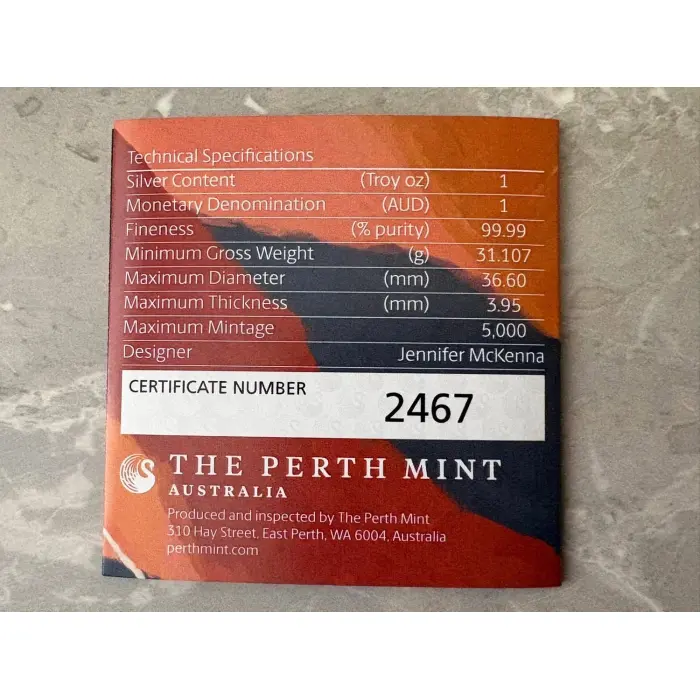 Technical Specifications
Silver Content (Troy oz) 1
Monetary Denomination (AUD) 1
Fineness (% purity) 99.99
Minimum Gross Weight (g) 31.107
Maximum Diameter (mm) 36.60
Maximum Thickness (mm) 3.95
Maximum Mintage 5,000
Designer Jennifer McKenna
CERTIFICATE NUMBER 2467
THE PERTH MINT
AUSTRALIA
Produced and inspected by The Perth Mint
310 Hay Street, East Perth, WA 6004, Australia
perthmint.com